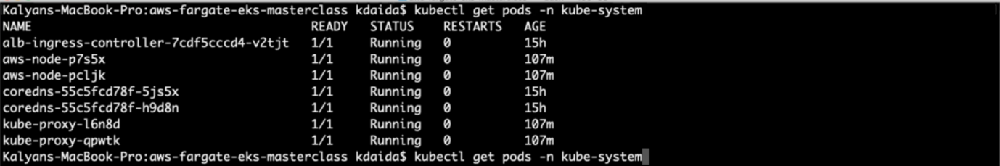 Kalyans-MacBook-Pro:aws-fargate-eks-masterclass kdaida$ kubectl get pods -n kube-system
NAME READY STATUS RESTARTS AGE
alb-ingress-controller-7cdf5cccd4-v2tjt 1/1 Running 0 15h
aws-node-p7s5x 1/1 Running 0 107m
aws-node-pcljk 1/1 Running 0 107m
coredns-55c5fcd78f-5js5x 1/1 Running 0 15h
coredns-55c5fcd78f-h9d8n 1/1 Running 0 15h
kube-proxy-l6n8d 1/1 Running 0 107m
kube-proxy-qpwtk 1/1 Running 0 107m
Kalyans-MacBook-Pro:aws-fargate-eks-masterclass kdaida$ kubectl get pods -n kube-system